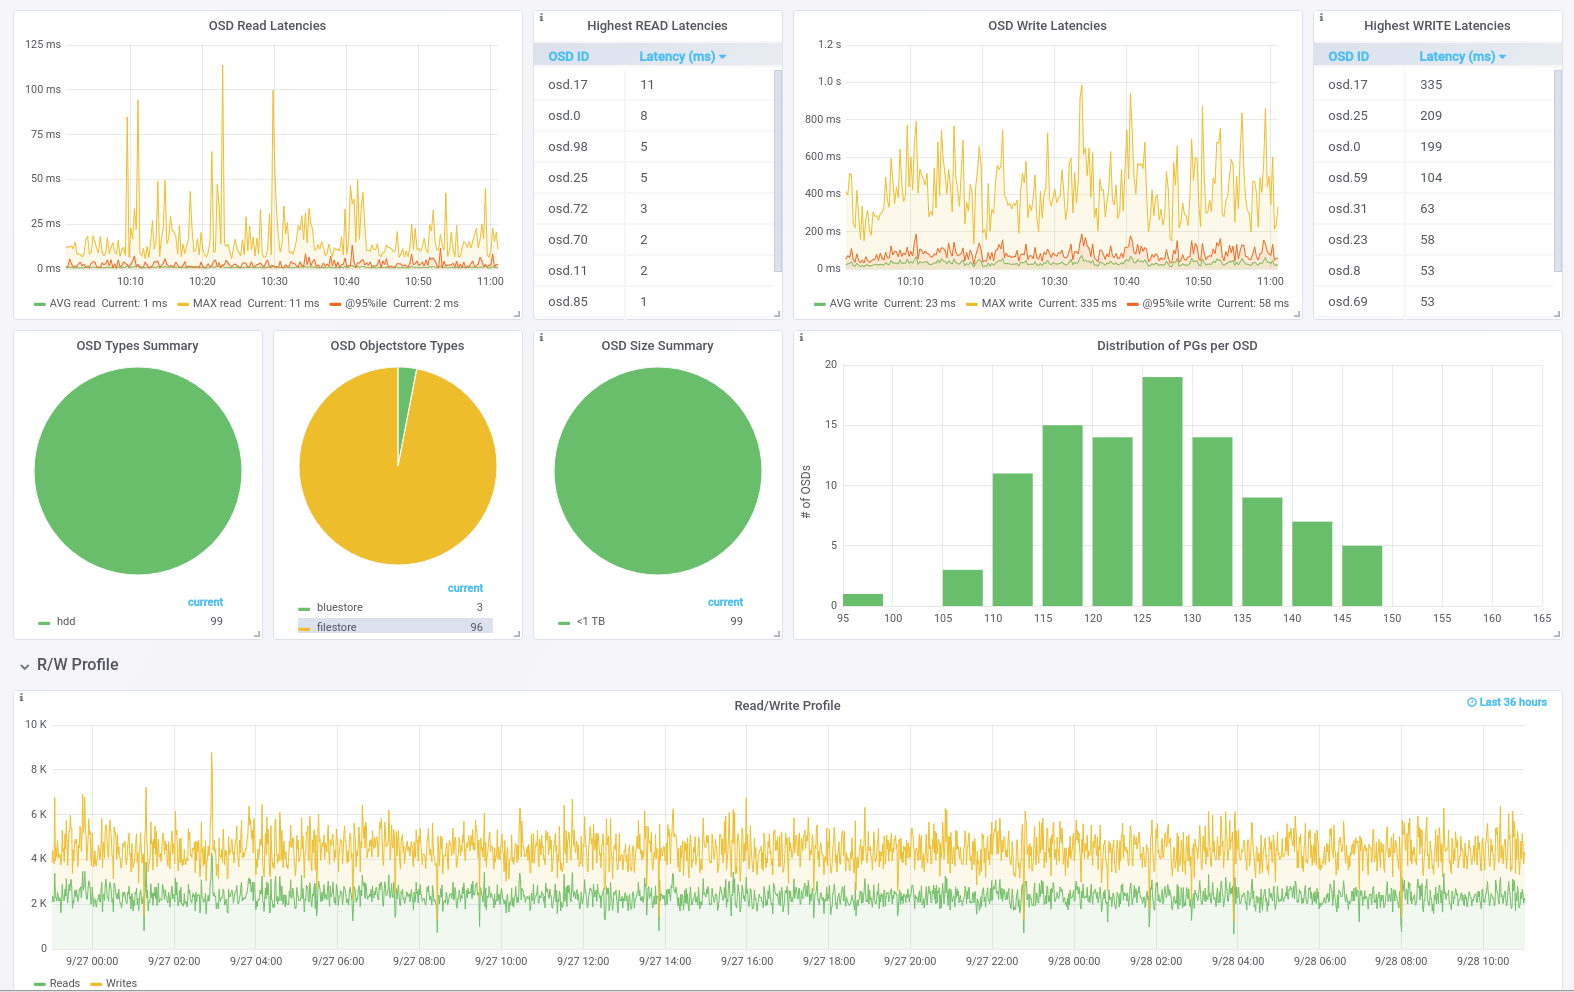 OSD Read Latencies
125 ms
100 ms
75 ms
50 ms
25 ms
0 ms
10:10 10:20 10:30 10:40 10:50 11:00
AVG read Current: 1 ms MAX read Current: 11 ms @95%ile Current: 2 ms
i
Highest READ Latencies
OSD ID Latency (ms)
osd.17 11
osd.0 8
osd.98 5
osd.25 5
osd.72 3
osd.70 2
osd.11 2
osd.85 1
OSD Write Latencies
1.2 s
1.0 s
800 ms
600 ms
400 ms
200 ms
0 ms
10:10 10:20 10:30 10:40 10:50 11:00
AVG write Current: 23 ms MAX write Current: 335 ms @95%ile write Current: 58 ms
i
Highest WRITE Latencies
OSD ID Latency (ms)
osd.17 335
osd.25 209
osd.0 199
osd.59 104
osd.31 63
osd.23 58
osd.8 53
osd.69 53
OSD Types Summary
current
hdd 99
OSD Objectstore Types
current
bluestore 3
filestore 96
i
OSD Size Summary
current
<1 TB 99
i
Distribution of PGs per OSD
# of OSDs
20
15
10
5
0
95 100 105 110 115 120 125 130 135 140 145 150 155 160 165
R/W Profile
i
Read/Write Profile
Last 36 hours
10 K
8 K
6 K
4 K
2 K
0
9/27 00:00 9/27 02:00 9/27 04:00 9/27 06:00 9/27 08:00 9/27 10:00 9/27 12:00 9/27 14:00 9/27 16:00 9/27 18:00 9/27 20:00 9/27 22:00 9/28 00:00 9/28 02:00 9/28 04:00 9/28 06:00 9/28 08:00 9/28 10:00
Reads Writes